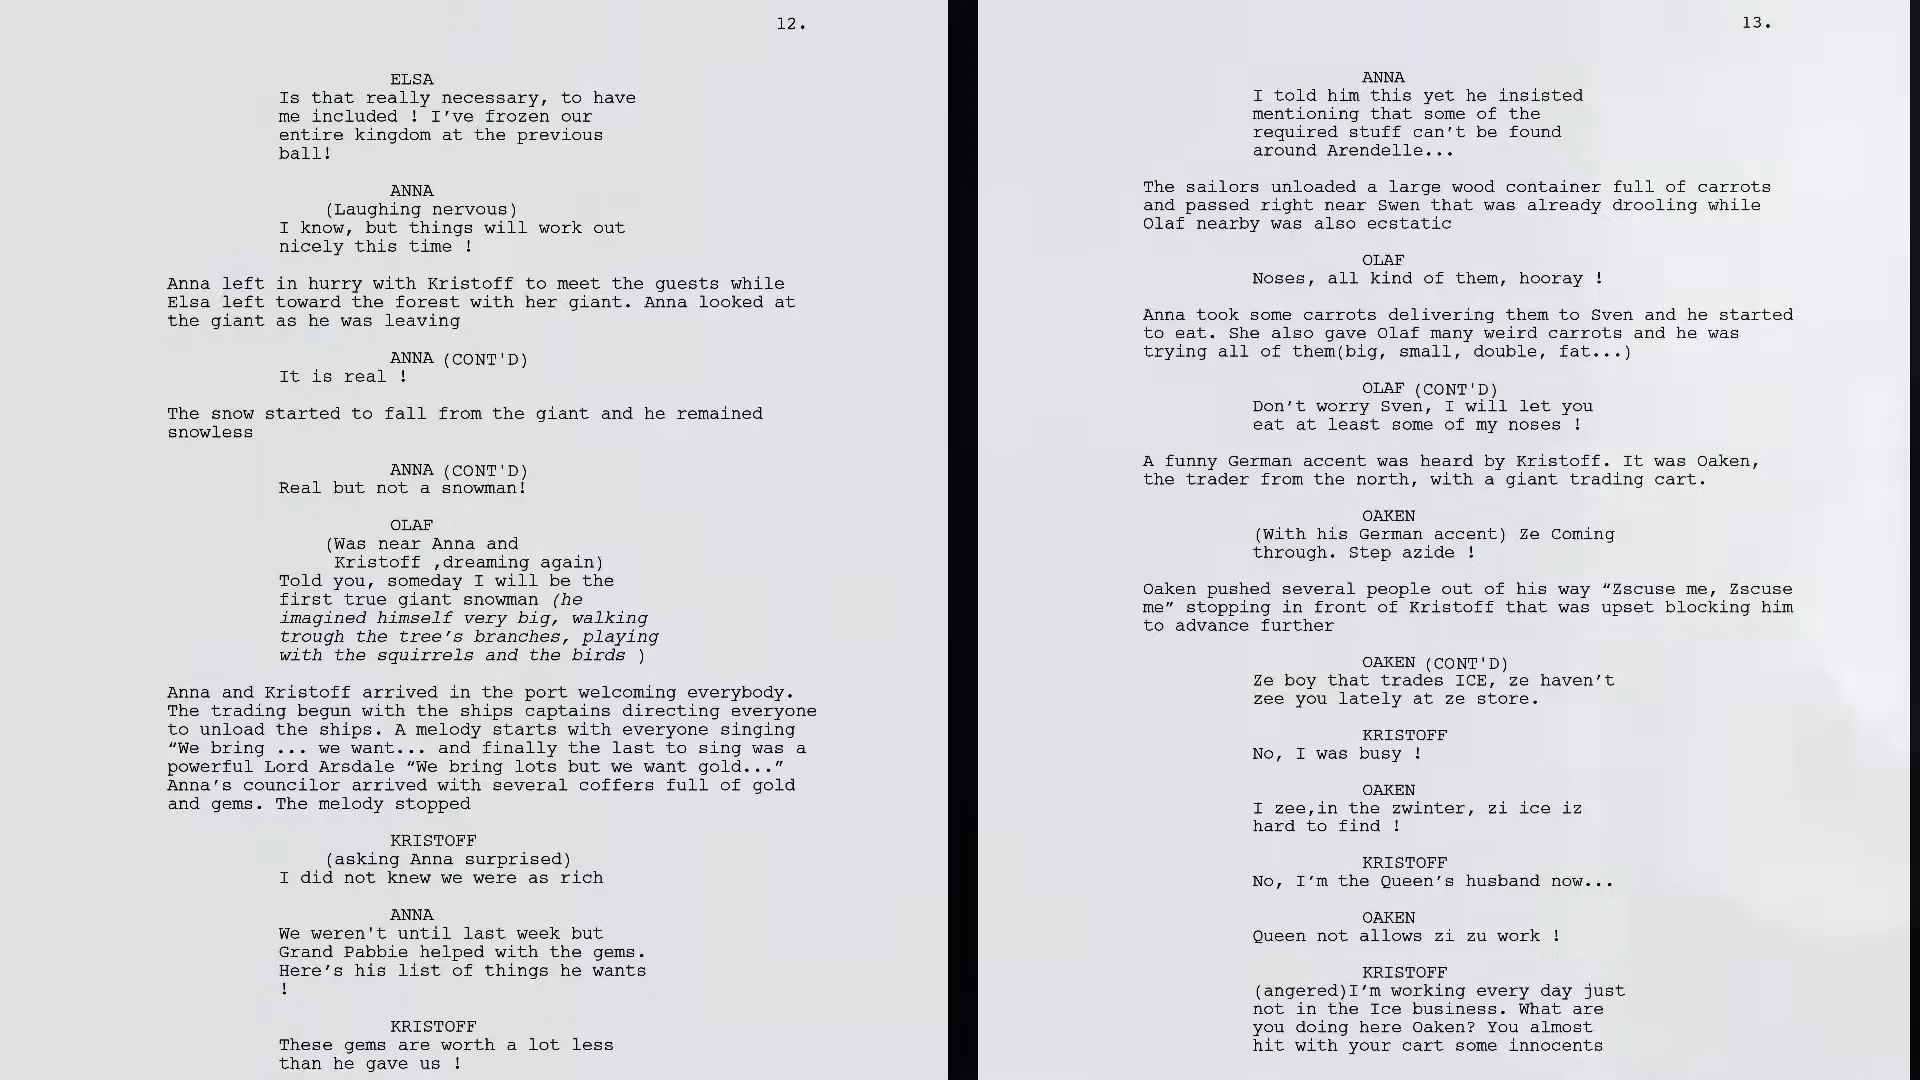 12.
ELSA
Is that really necessary, to have
me included ! I've frozen our
entire kingdom at the previous
ball!
ANNA
(Laughing nervous)
I know, but things will work out
nicely this time !
Anna left in hurry with Kristoff to meet the guests while
Elsa left toward the forest with her giant. Anna looked at
the giant as he was leaving
ANNA (CONT'D)
It is real !
The snow started to fall from the giant and he remained
snowless
ANNA (CONT'D)
Real but not a snowman!
OLAF
(Was near Anna and
Kristoff ,dreaming again)
Told you, someday I will be the
first true giant snowman (he
imagined himself very big, walking
trough the tree's branches, playing
with the squirrels and the birds )
Anna and Kristoff arrived in the port welcoming everybody.
The trading begun with the ships captains directing everyone
to unload the ships. A melody starts with everyone singing
“We bring ... we want... and finally the last to sing was a
powerful Lord Arsdale “We bring lots but we want gold...”
Anna's councilor arrived with several coffers full of gold
and gems. The melody stopped
KRISTOFF
(asking Anna surprised)
I did not knew we were as rich
ANNA
We weren't until last week but
Grand Pabbie helped with the gems.
Here's his list of things he wants
!
KRISTOFF
These gems are worth a lot less
than he gave us !
13.
ANNA
I told him this yet he insisted
mentioning that some of the
required stuff can't be found
around Arendelle...
The sailors unloaded a large wood container full of carrots
and passed right near Swen that was already drooling while
Olaf nearby was also ecstatic
OLAF
Noses, all kind of them, hooray !
Anna took some carrots delivering them to Sven and he started
to eat. She also gave Olaf many weird carrots and he was
trying all of them(big, small, double, fat...)
OLAF (CONT'D)
Don't worry Sven, I will let you
eat at least some of my noses !
A funny German accent was heard by Kristoff. It was Oaken,
the trader from the north, with a giant trading cart.
OAKEN
(With his German accent) Ze Coming
through. Step azide !
Oaken pushed several people out of his way “Zscuse me, Zscuse
me” stopping in front of Kristoff that was upset blocking him
to advance further
OAKEN (CONT'D)
Ze boy that trades ICE, ze haven't
zee you lately at ze store.
KRISTOFF
No, I was busy !
OAKEN
I zee,in the zwinter, zi ice iz
hard to find !
KRISTOFF
No, I'm the Queen's husband now...
OAKEN
Queen not allows zi zu work !
KRISTOFF
(angered)I'm working every day just
not in the Ice business. What are
you doing here Oaken? You almost
hit with your cart some innocents